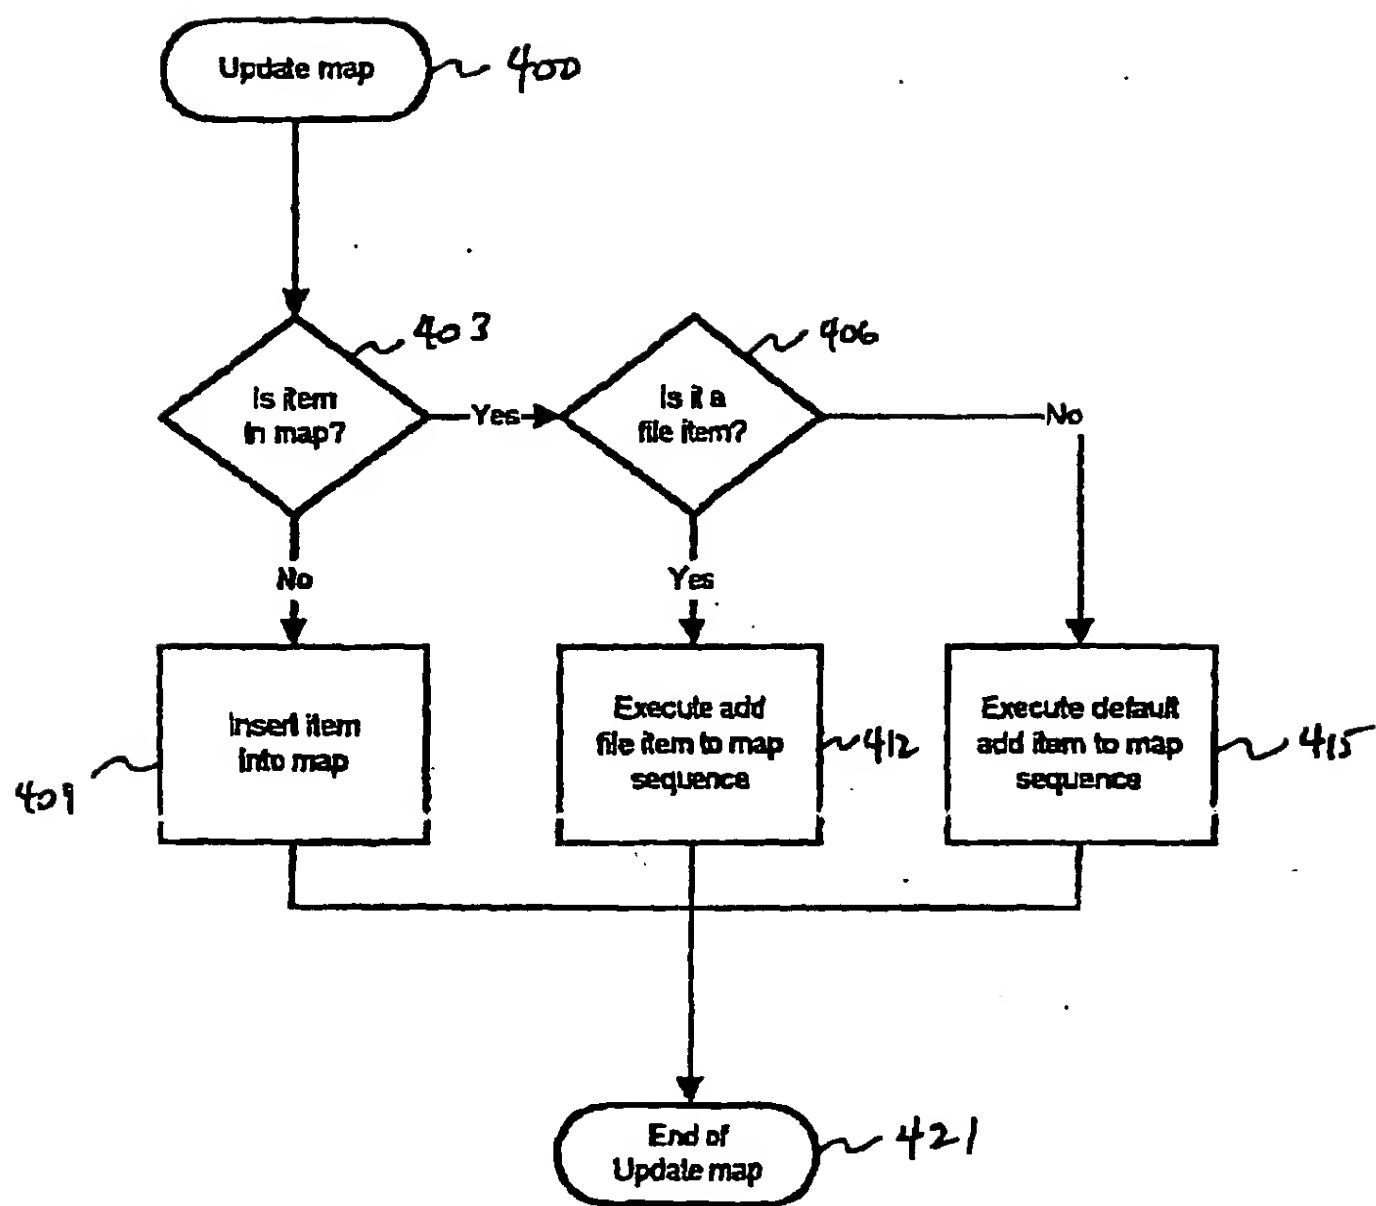 Update map
400
403
406
Is item
in map?
Yes
Is it a
file item?
No
No
Yes
Insert item
into map
409
Execute add
file item to map
sequence
412
Execute default
add item to map
sequence
415
End of
Update map
421